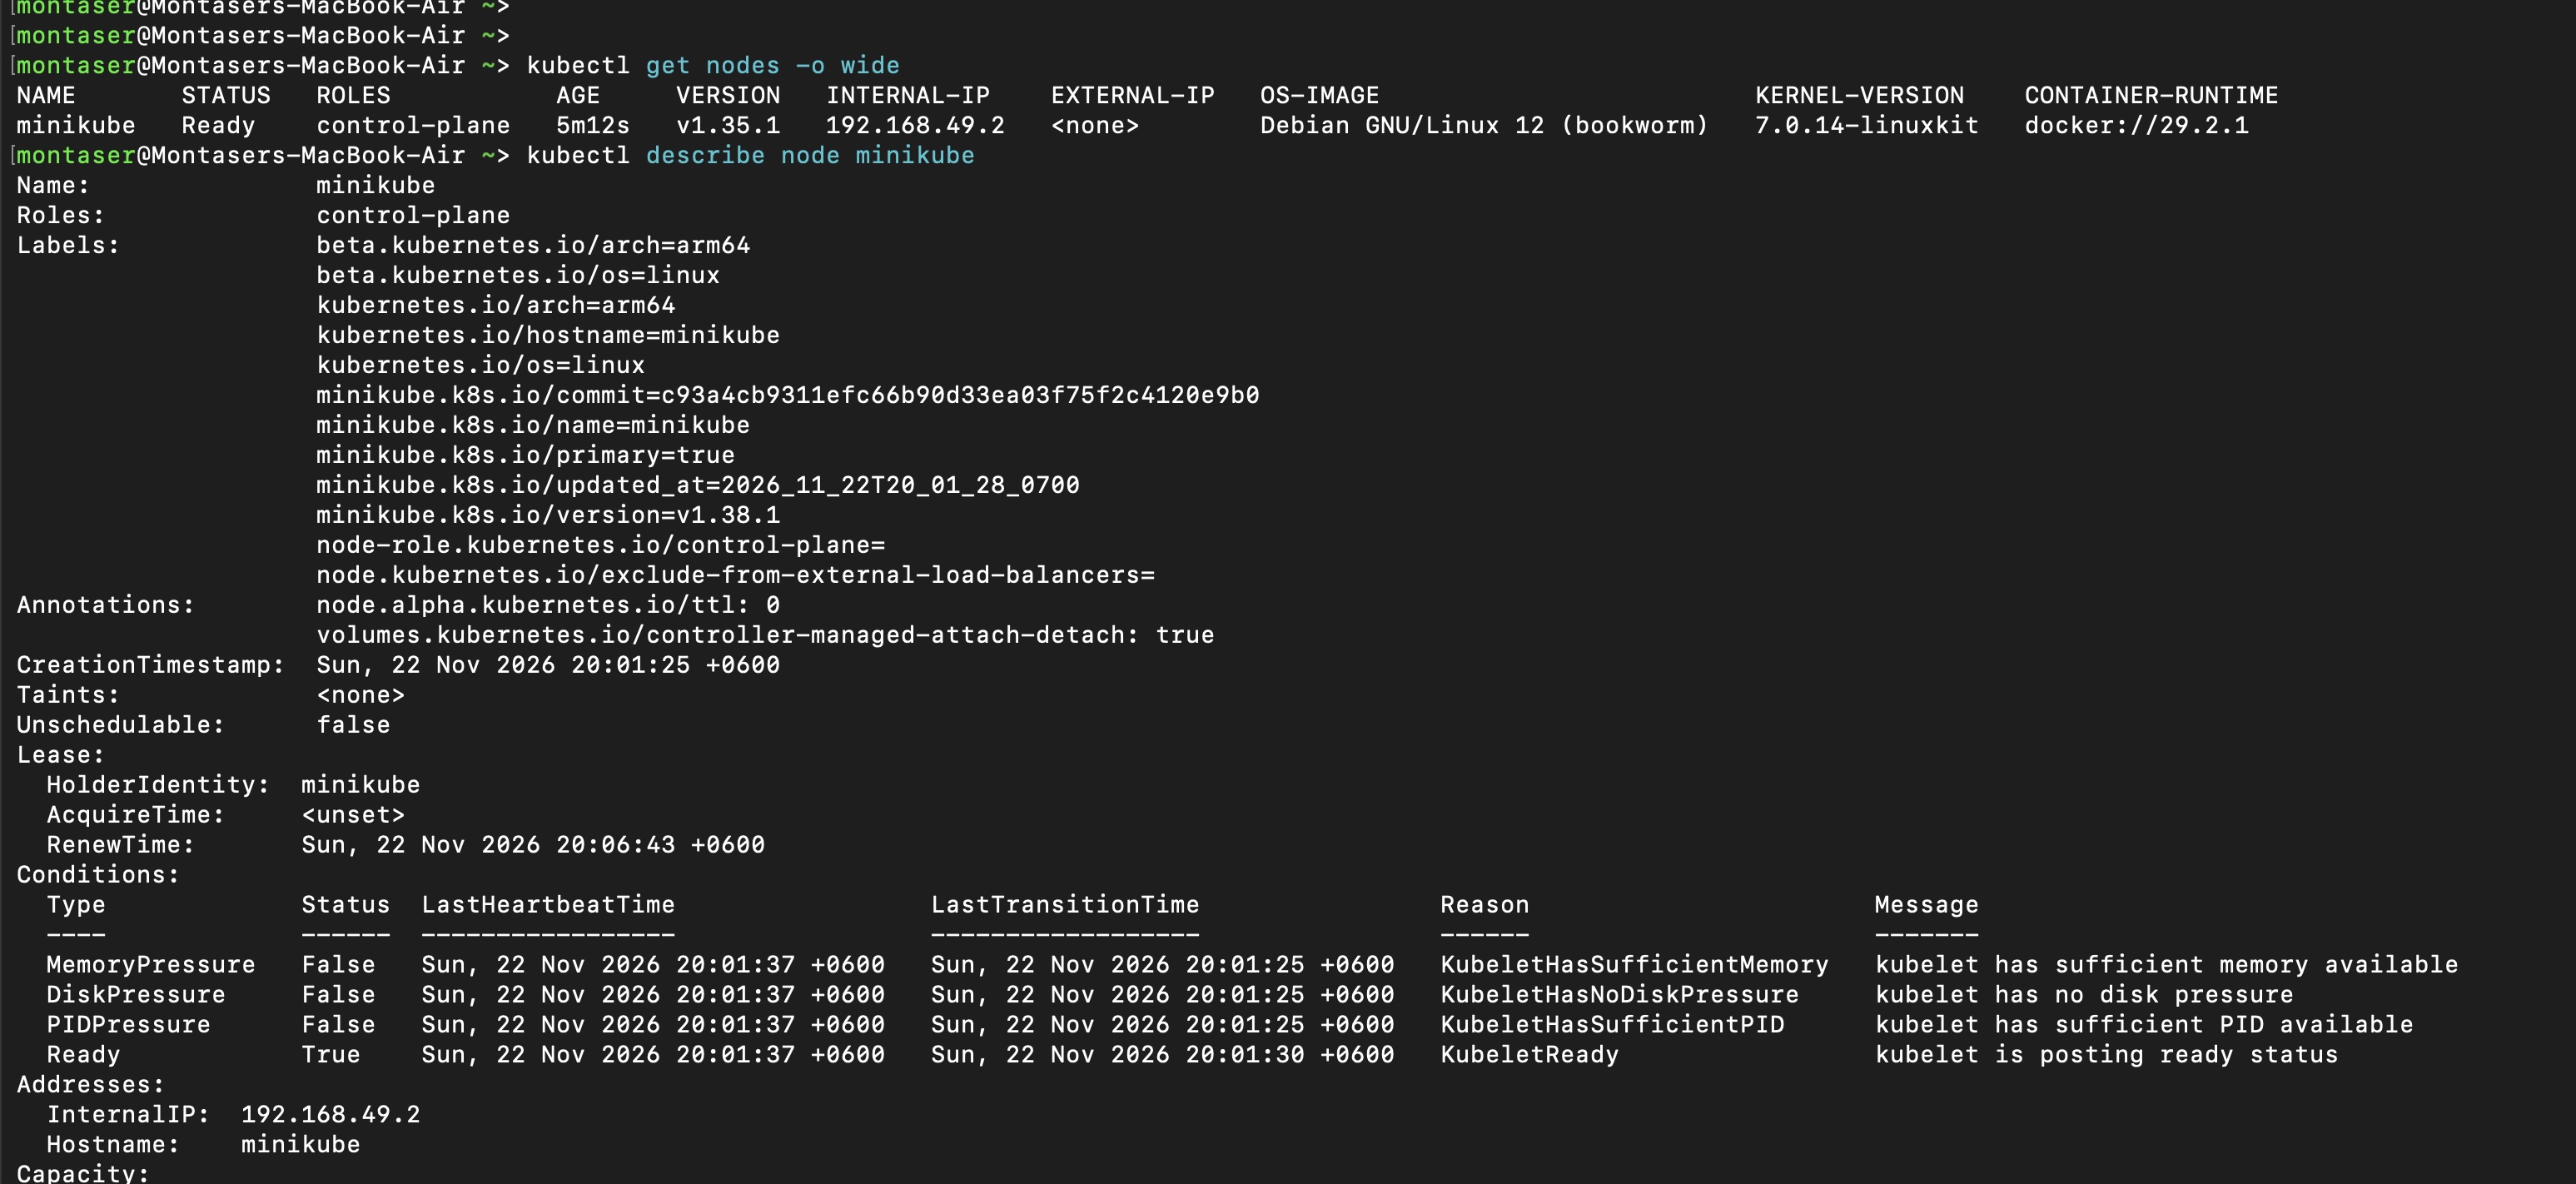 [montaser@Montasers-MacBook-Air ~>
[montaser@Montasers-MacBook-Air ~>
[montaser@Montasers-MacBook-Air ~> kubectl get nodes -o wide
NAME       STATUS   ROLES           AGE     VERSION   INTERNAL-IP    EXTERNAL-IP   OS-IMAGE                         KERNEL-VERSION    CONTAINER-RUNTIME
minikube   Ready    control-plane   5m12s   v1.35.1   192.168.49.2   <none>        Debian GNU/Linux 12 (bookworm)   7.0.14-linuxkit   docker://29.2.1
[montaser@Montasers-MacBook-Air ~> kubectl describe node minikube
Name:               minikube
Roles:              control-plane
Labels:             beta.kubernetes.io/arch=arm64
                    beta.kubernetes.io/os=linux
                    kubernetes.io/arch=arm64
                    kubernetes.io/hostname=minikube
                    kubernetes.io/os=linux
                    minikube.k8s.io/commit=c93a4cb9311efc66b90d33ea03f75f2c4120e9b0
                    minikube.k8s.io/name=minikube
                    minikube.k8s.io/primary=true
                    minikube.k8s.io/updated_at=2026_11_22T20_01_28_0700
                    minikube.k8s.io/version=v1.38.1
                    node-role.kubernetes.io/control-plane=
                    node.kubernetes.io/exclude-from-external-load-balancers=
Annotations:        node.alpha.kubernetes.io/ttl: 0
                    volumes.kubernetes.io/controller-managed-attach-detach: true
CreationTimestamp:  Sun, 22 Nov 2026 20:01:25 +0600
Taints:             <none>
Unschedulable:      false
Lease:
  HolderIdentity:  minikube
  AcquireTime:     <unset>
  RenewTime:       Sun, 22 Nov 2026 20:06:43 +0600
Conditions:
  Type             Status  LastHeartbeatTime                 LastTransitionTime                Reason                       Message
  ----             ------  -----------------                 ------------------                ------                       -------
  MemoryPressure   False   Sun, 22 Nov 2026 20:01:37 +0600   Sun, 22 Nov 2026 20:01:25 +0600   KubeletHasSufficientMemory   kubelet has sufficient memory available
  DiskPressure     False   Sun, 22 Nov 2026 20:01:37 +0600   Sun, 22 Nov 2026 20:01:25 +0600   KubeletHasNoDiskPressure     kubelet has no disk pressure
  PIDPressure      False   Sun, 22 Nov 2026 20:01:37 +0600   Sun, 22 Nov 2026 20:01:25 +0600   KubeletHasSufficientPID      kubelet has sufficient PID available
  Ready            True    Sun, 22 Nov 2026 20:01:37 +0600   Sun, 22 Nov 2026 20:01:30 +0600   KubeletReady                 kubelet is posting ready status
Addresses:
  InternalIP:  192.168.49.2
  Hostname:    minikube
Capacity: